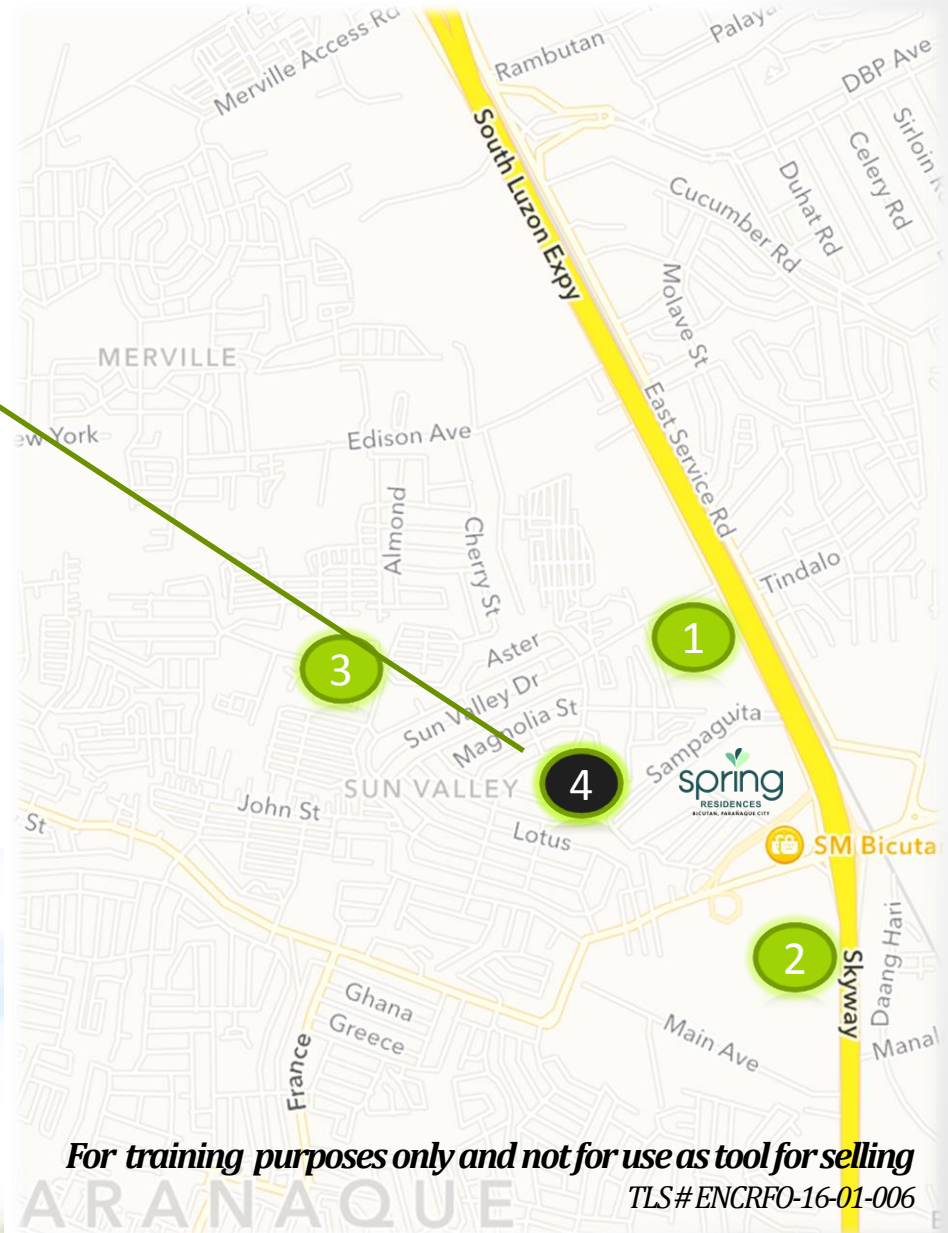 Merville Access Rd
Rambutan
Palaya
DBP Ave
Sirloin
Celery Rd
Duhat Rd
Cucumber Rd
South Luzon Expy
Molave St
MERVILLE
East Service Rd
ew York
Edison Ave
Almond
Cherry St
Tindalo
1
3
Aster
Sun Valley Dr
Magnolia St
Sampaguita
4
SUN VALLEY
spring
RESIDENCES
BICUTAN, PARAÑAQUE CITY
John St
St
Lotus
SM Bicuta
2
Skyway
Daang Hari
Ghana
Greece
Main Ave
Manal
France
For training purposes only and not for use as tool for selling
TLS # ENCRFO-16-01-006
ARANAQUE